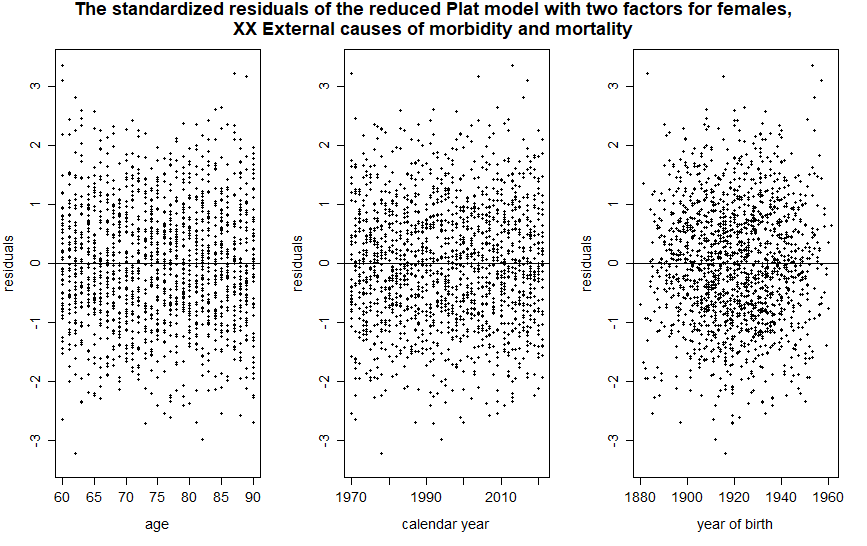 The standardized residuals of the reduced Plat model with two factors for females,
XX External causes of morbidity and mortality
residuals
3
2
1
0
-1
-2
-3
60 65 70 75 80 85 90
age
residuals
3
2
1
0
-1
-2
-3
1970 1990 2010
calendar year
residuals
3
2
1
0
-1
-2
-3
1880 1900 1920 1940 1960
year of birth